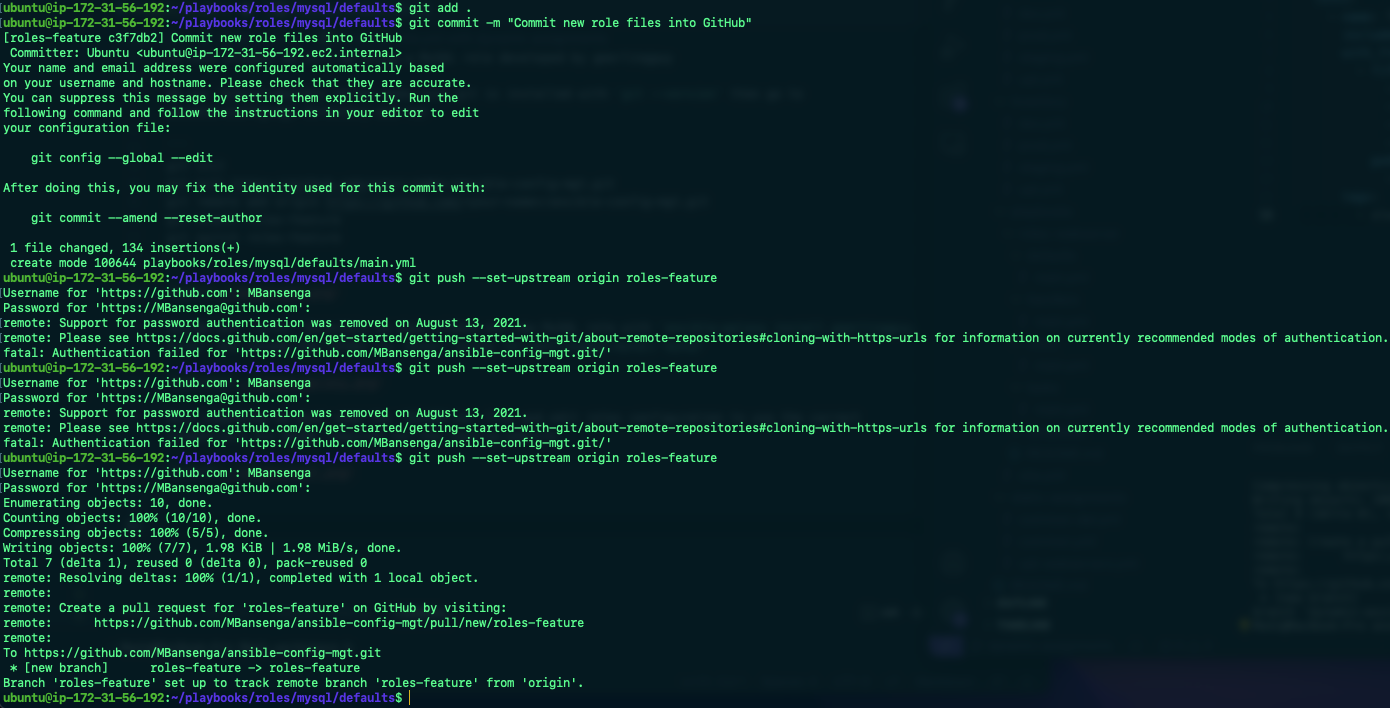 ubuntu@ip-172-31-56-192:~/playbooks/roles/mysql/defaults$ git add .
ubuntu@ip-172-31-56-192:~/playbooks/roles/mysql/defaults$ git commit -m "Commit new role files into GitHub"
[roles-feature c3f7db2] Commit new role files into GitHub
 Committer: Ubuntu <ubuntu@ip-172-31-56-192.ec2.internal>
Your name and email address were configured automatically based
on your username and hostname. Please check that they are accurate.
You can suppress this message by setting them explicitly. Run the
following command and follow the instructions in your editor to edit
your configuration file:

    git config --global --edit

After doing this, you may fix the identity used for this commit with:

    git commit --amend --reset-author

 1 file changed, 134 insertions(+)
 create mode 100644 playbooks/roles/mysql/defaults/main.yml
ubuntu@ip-172-31-56-192:~/playbooks/roles/mysql/defaults$ git push --set-upstream origin roles-feature
Username for 'https://github.com': MBansenga
Password for 'https://MBansenga@github.com':
remote: Support for password authentication was removed on August 13, 2021.
remote: Please see https://docs.github.com/en/get-started/getting-started-with-git/about-remote-repositories#cloning-with-https-urls for information on currently recommended modes of authentication.
fatal: Authentication failed for 'https://github.com/MBansenga/ansible-config-mgt.git/'
ubuntu@ip-172-31-56-192:~/playbooks/roles/mysql/defaults$ git push --set-upstream origin roles-feature
Username for 'https://github.com': MBansenga
Password for 'https://MBansenga@github.com':
remote: Support for password authentication was removed on August 13, 2021.
remote: Please see https://docs.github.com/en/get-started/getting-started-with-git/about-remote-repositories#cloning-with-https-urls for information on currently recommended modes of authentication.
fatal: Authentication failed for 'https://github.com/MBansenga/ansible-config-mgt.git/'
ubuntu@ip-172-31-56-192:~/playbooks/roles/mysql/defaults$ git push --set-upstream origin roles-feature
Username for 'https://github.com': MBansenga
Password for 'https://MBansenga@github.com':
Enumerating objects: 10, done.
Counting objects: 100% (10/10), done.
Compressing objects: 100% (5/5), done.
Writing objects: 100% (7/7), 1.98 KiB | 1.98 MiB/s, done.
Total 7 (delta 1), reused 0 (delta 0), pack-reused 0
remote: Resolving deltas: 100% (1/1), completed with 1 local object.
remote:
remote: Create a pull request for 'roles-feature' on GitHub by visiting:
remote:      https://github.com/MBansenga/ansible-config-mgt/pull/new/roles-feature
remote:
To https://github.com/MBansenga/ansible-config-mgt.git
 * [new branch]      roles-feature -> roles-feature
Branch 'roles-feature' set up to track remote branch 'roles-feature' from 'origin'.
ubuntu@ip-172-31-56-192:~/playbooks/roles/mysql/defaults$